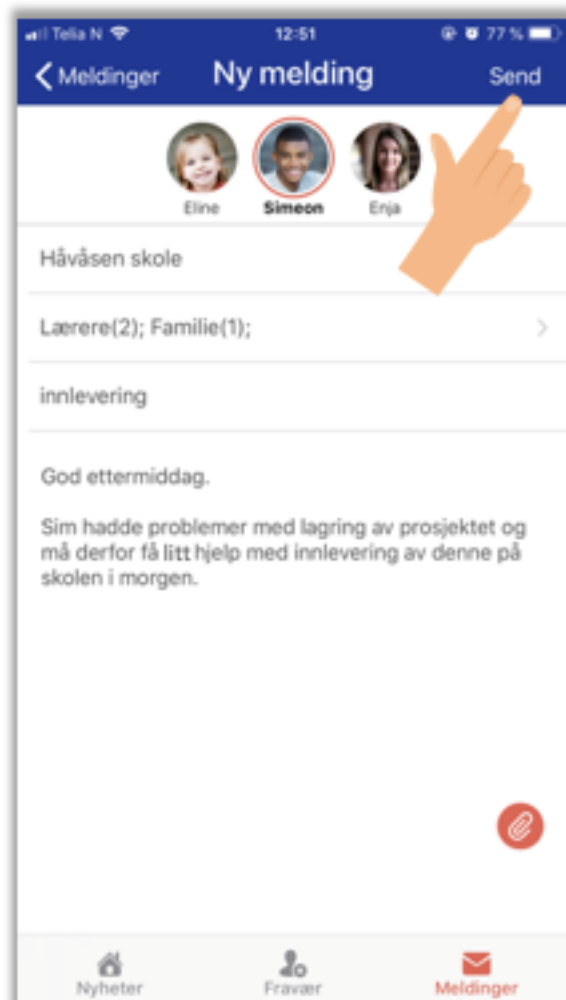 Telia N 12:51 77 %
Meldinger Ny melding Send
Eline Simeon Enja
Håvåsen skole
Lærere(2); Familie(1);
innlevering
God ettermiddag.
Sim hadde problemer med lagring av prosjektet og
må derfor få litt hjelp med innlevering av denne på
skolen i morgen.
Nyheter Fravær Meldinger